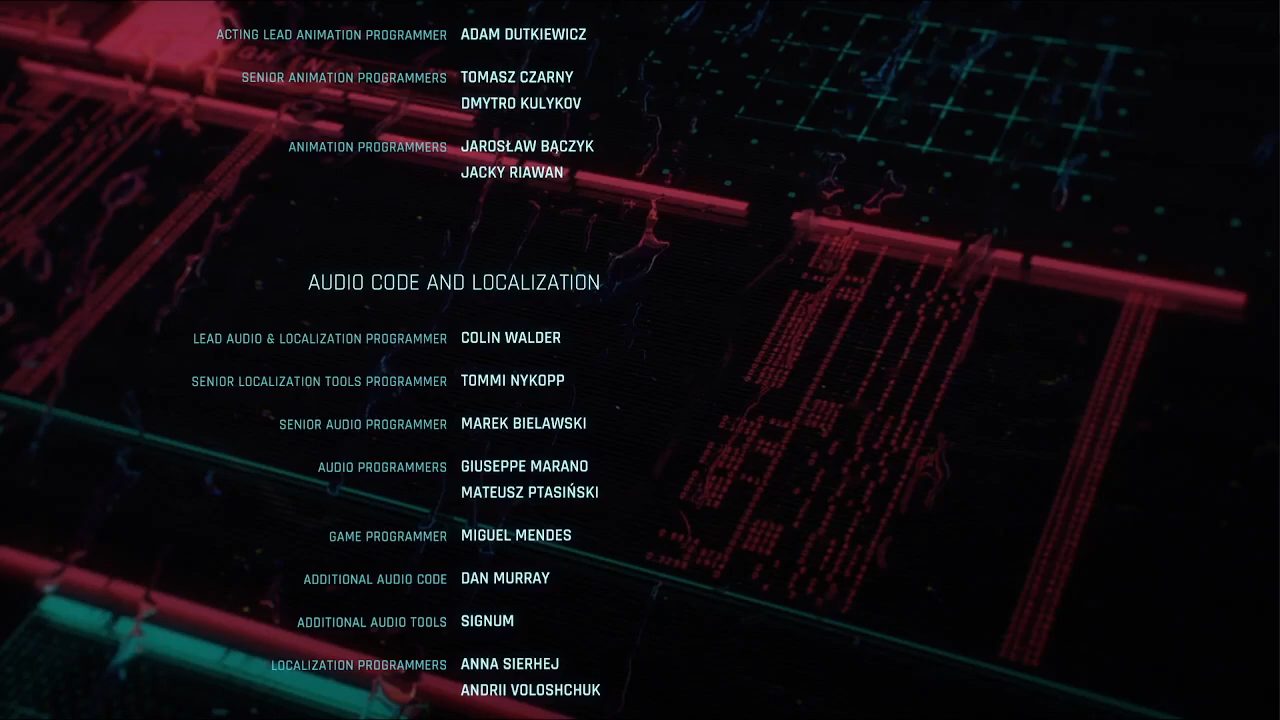 ACTING LEAD ANIMATION PROGRAMMER ADAM DUTKIEWICZ
SENIOR ANIMATION PROGRAMMERS TOMASZ CZARNY
DMYTRO KULYKOV
ANIMATION PROGRAMMERS JAROSŁAW BĄCZYK
JACKY RIAWAN
AUDIO CODE AND LOCALIZATION
LEAD AUDIO & LOCALIZATION PROGRAMMER COLIN WALDER
SENIOR LOCALIZATION TOOLS PROGRAMMER TOMMI NYKOPP
SENIOR AUDIO PROGRAMMER MAREK BIELAWSKI
AUDIO PROGRAMMERS GIUSEPPE MARANO
MATEUSZ PTASIŃSKI
GAME PROGRAMMER MIGUEL MENDES
ADDITIONAL AUDIO CODE DAN MURRAY
ADDITIONAL AUDIO TOOLS SIGNUM
LOCALIZATION PROGRAMMERS ANNA SIERHEJ
ANDRII VOLOSHCHUK